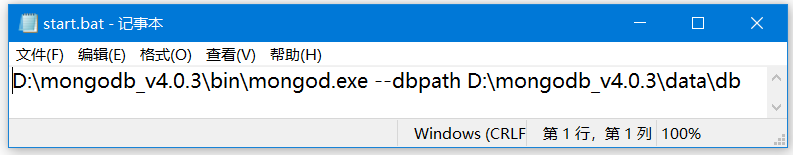 start.bat - 记事本
文件(F) 编辑(E) 格式(O) 查看(V) 帮助(H)
D:\mongodb_v4.0.3\bin\mongod.exe --dbpath D:\mongodb_v4.0.3\data\db
Windows (CRLF 第 1 行，第 1 列 100%